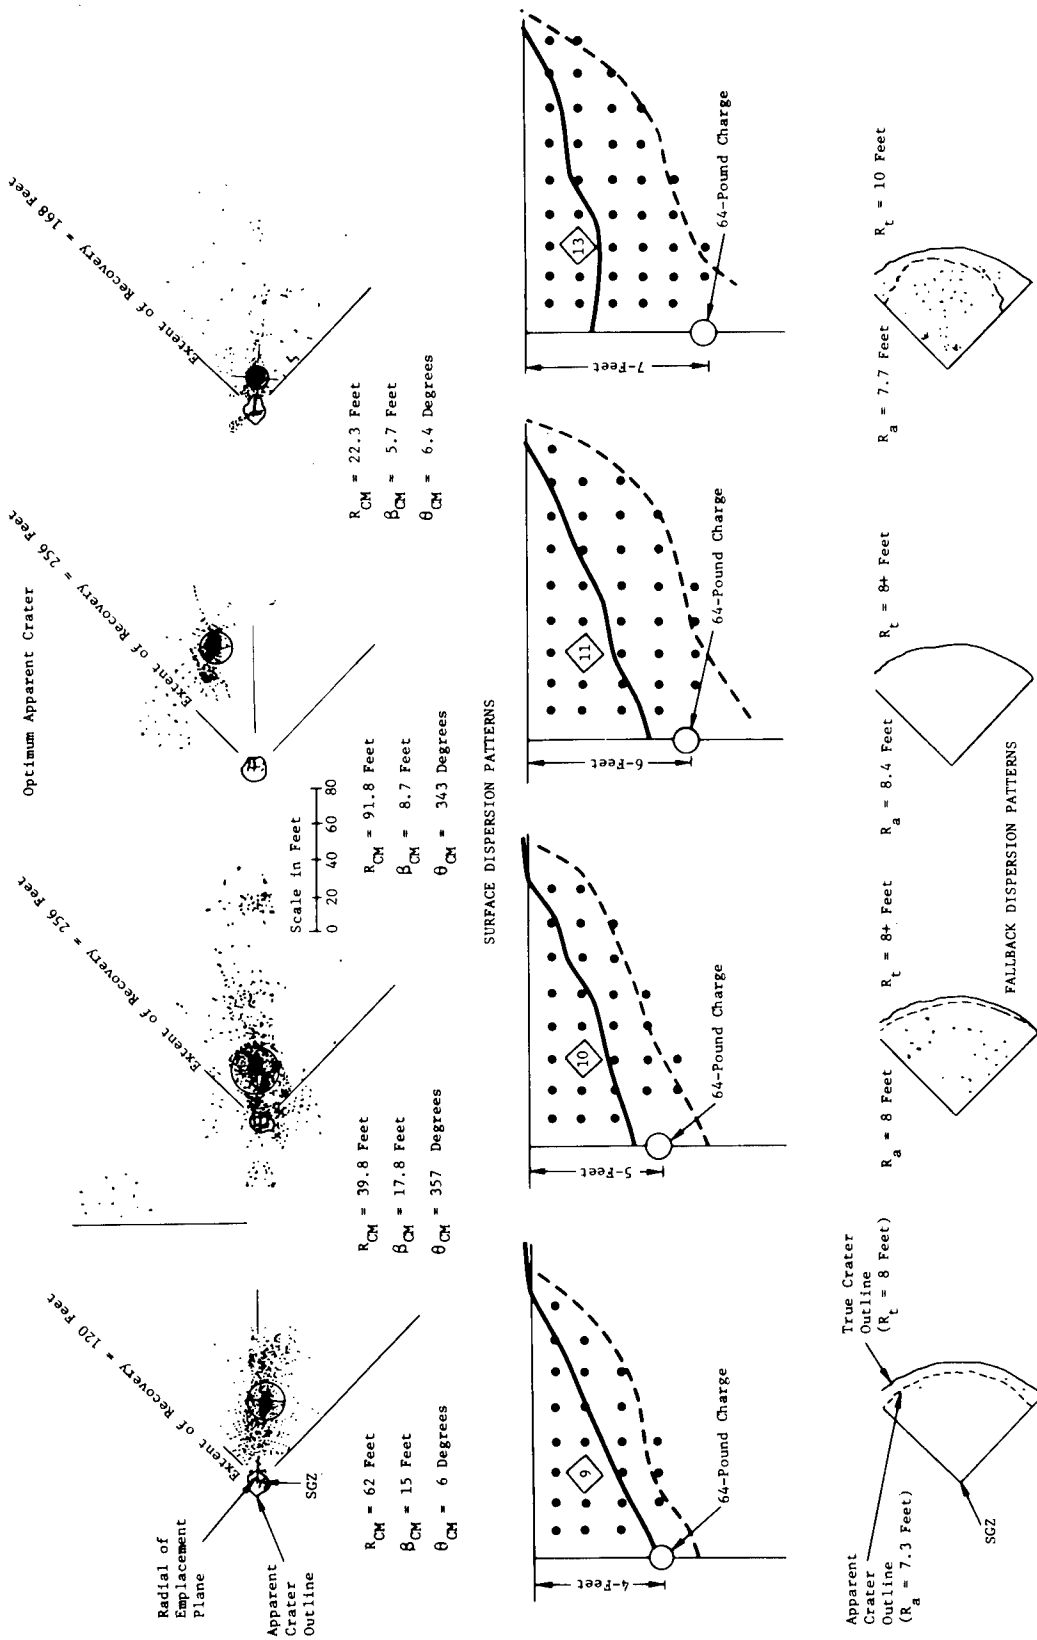 Optimum Apparent Crater
Extent of Recovery = 120 Feet
Extent of Recovery = 256 Feet
Extent of Recovery = 256 Feet
Extent of Recovery = 168 Feet
Radial of
Emplacement
Plane
Apparent
Crater
Outline
SGZ
Scale in Feet
0 20 40 60 80
R_CM = 62 Feet
β_CM = 15 Feet
θ_CM = 6 Degrees
R_CM = 39.8 Feet
β_CM = 17.8 Feet
θ_CM = 357 Degrees
R_CM = 91.8 Feet
β_CM = 8.7 Feet
θ_CM = 343 Degrees
R_CM = 22.3 Feet
β_CM = 5.7 Feet
θ_CM = 6.4 Degrees
SURFACE DISPERSION PATTERNS
4-Feet
9
64-Pound Charge
5-Feet
10
64-Pound Charge
6-Feet
11
64-Pound Charge
7-Feet
13
64-Pound Charge
Apparent
Crater
Outline
(R_a = 7.3 Feet)
True Crater
Outline
(R_t = 8 Feet)
SGZ
R_a = 8 Feet
R_t = 8+ Feet
R_a = 8.4 Feet
R_t = 8+ Feet
R_a = 7.7 Feet
R_t = 10 Feet
FALLBACK DISPERSION PATTERNS